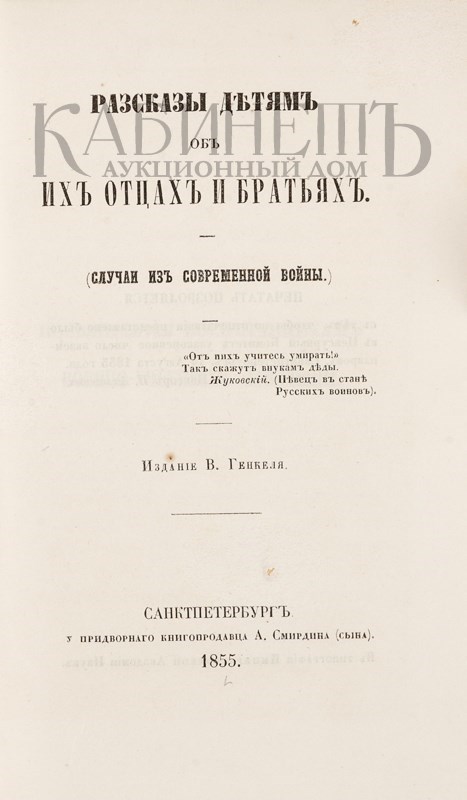 РАЗСКАЗЫ ДѢТЯМЪ
КАБИНЕТЪ
ОБЪ
АУКЦИОННЫЙ ДОМ
ИХЪ ОТЦАХЪ И БРАТЬЯХЪ.
(СЛУЧАИ ИЗЪ СОВРЕМЕННОЙ ВОЙНЫ.)
«Отъ нихъ учитесь умирать!»
Такъ скажутъ внукамъ дѣды.
Жуковскій. (Пѣвецъ въ станѣ
Русскихъ воиновъ).
Изданіе В. Генкеля.
САНКТПЕТЕРБУРГЪ.
У ПРИДВОРНАГО КНИГОПРОДАВЦА А. СМИРДИНА (СЫНА).
1855.